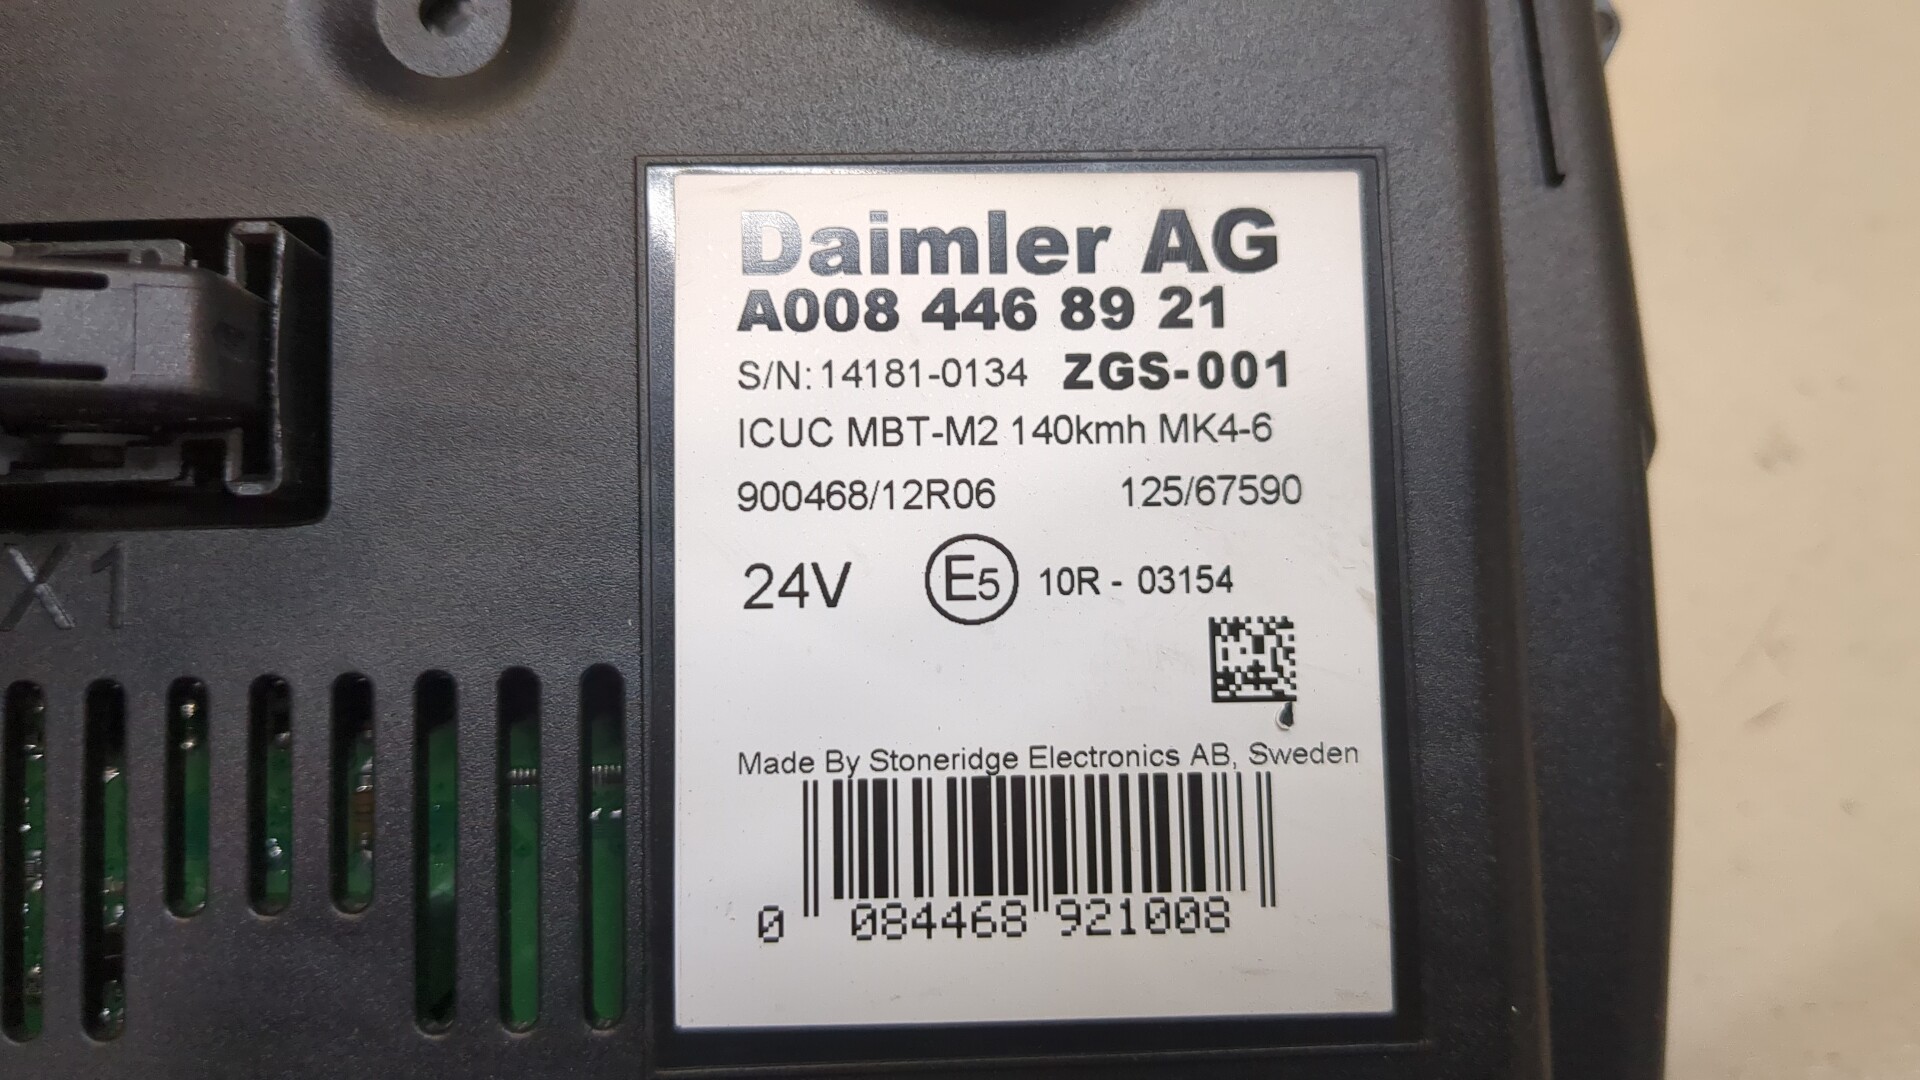 Daimler AG
A008 446 89 21
S/N: 14181-0134 ZGS-001
ICUC MBT-M2 140kmh MK4-6
900468/12R06 125/67590
24V E5 10R - 03154
X1
Made By Stoneridge Electronics AB, Sweden
0 084468 921008